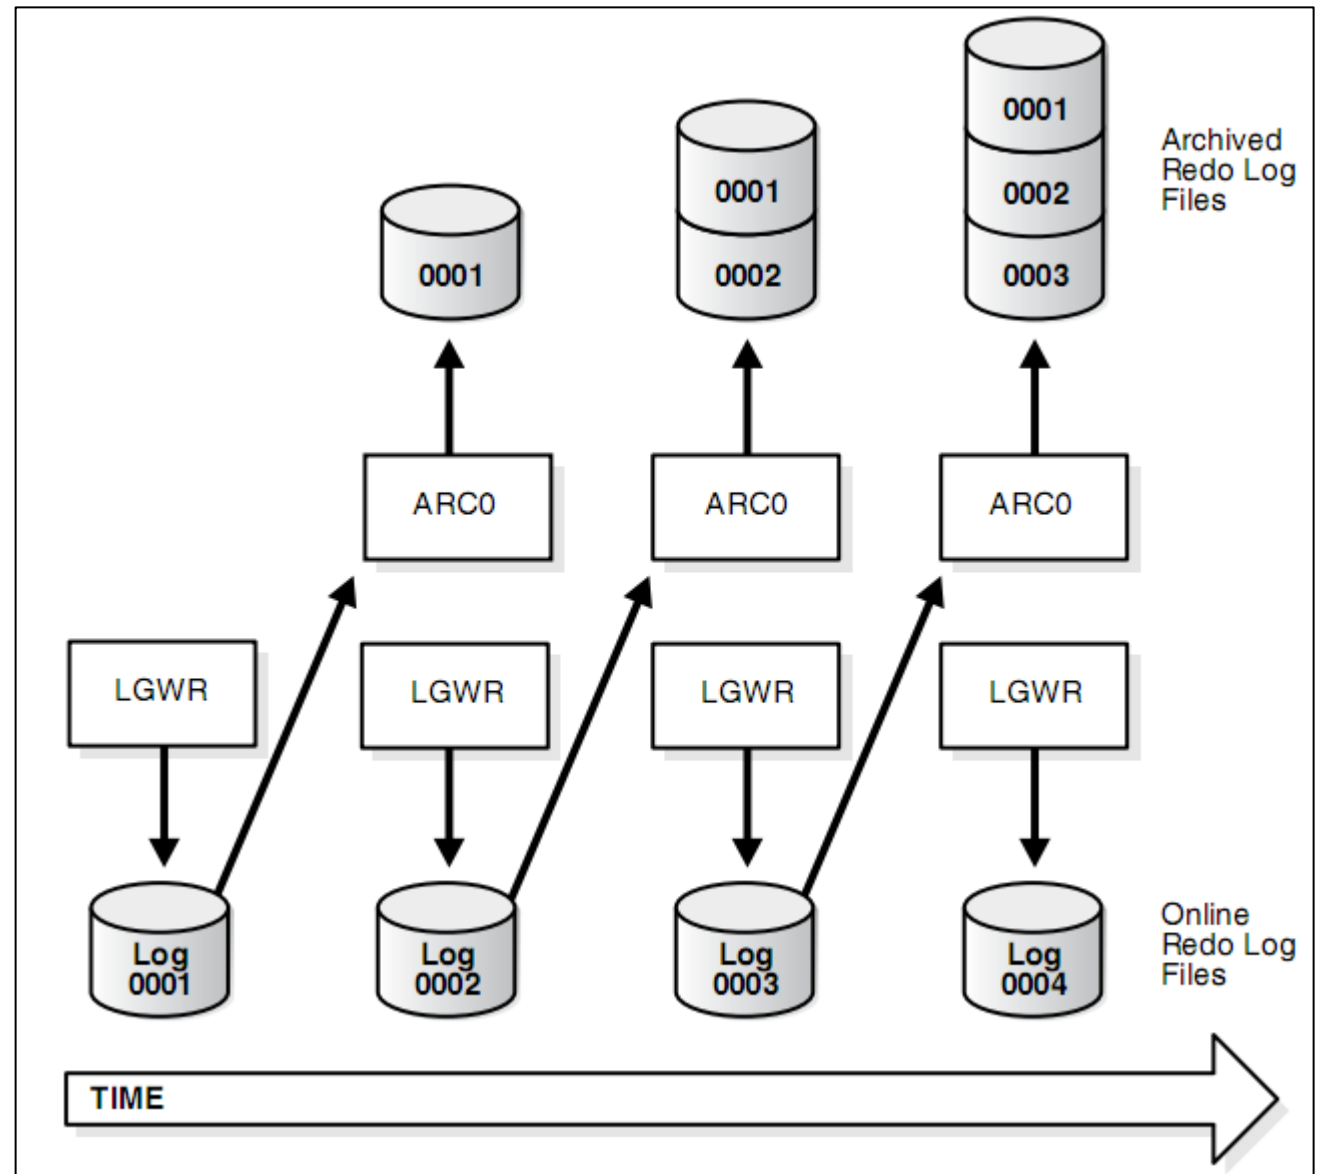 0001
0001
0002
0001
0002
0003
Archived
Redo Log
Files
ARC0
ARC0
ARC0
LGWR
LGWR
LGWR
LGWR
Log
0001
Log
0002
Log
0003
Log
0004
Online
Redo Log
Files
TIME